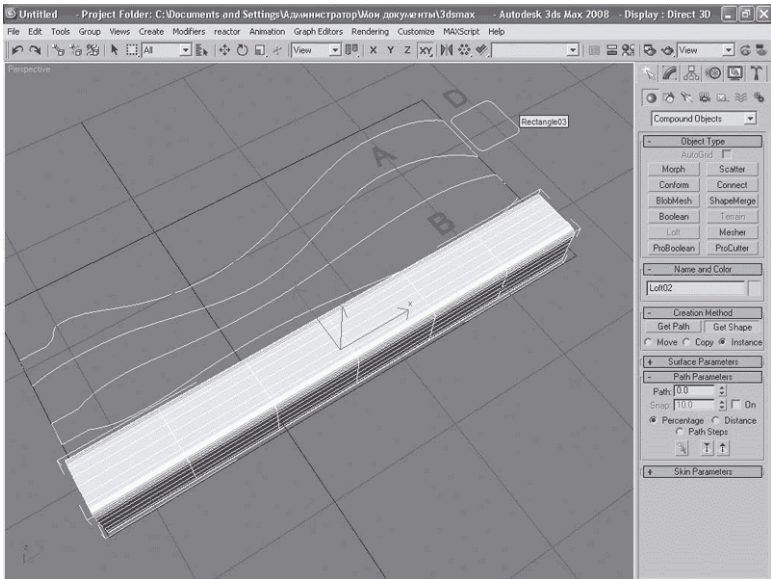 Untitled - Project Folder: C:\Documents and Settings\Администратор\Мои документы\3dsmax - Autodesk 3ds Max 2008 - Display : Direct 3D
File Edit Tools Group Views Create Modifiers reactor Animation Graph Editors Rendering Customize MAXScript Help
All View X Y Z XY View
Perspective
D
Rectangle03
A
B
x
z
Compound Objects
- Object Type
AutoGrid
Morph Scatter
Conform Connect
BlobMesh ShapeMerge
Boolean Terrain
Loft Mesher
ProBoolean ProCutter
- Name and Color
Loft02
- Creation Method
Get Path Get Shape
Move Copy Instance
+ Surface Parameters
- Path Parameters
Path: 0.0
Snap: 10.0 On
Percentage Distance
Path Steps
+ Skin Parameters